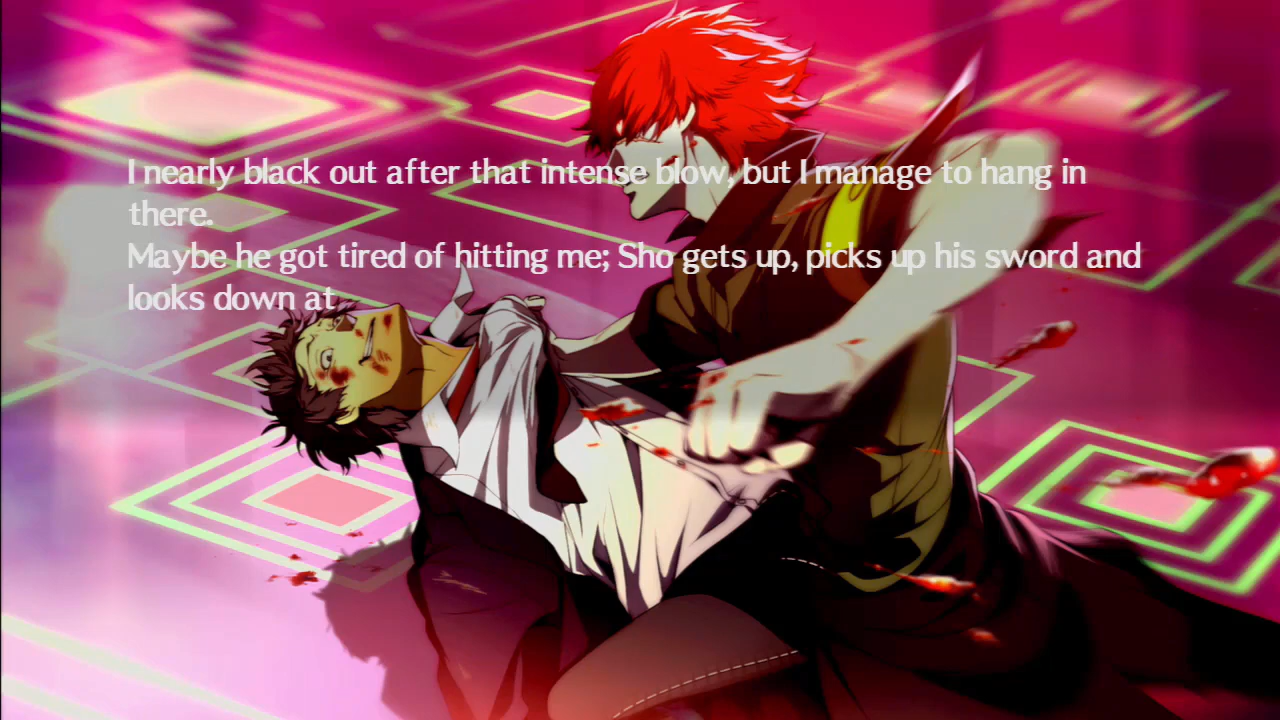 I nearly black out after that intense blow, but I manage to hang in
there.
Maybe he got tired of hitting me; Sho gets up, picks up his sword and
looks down at